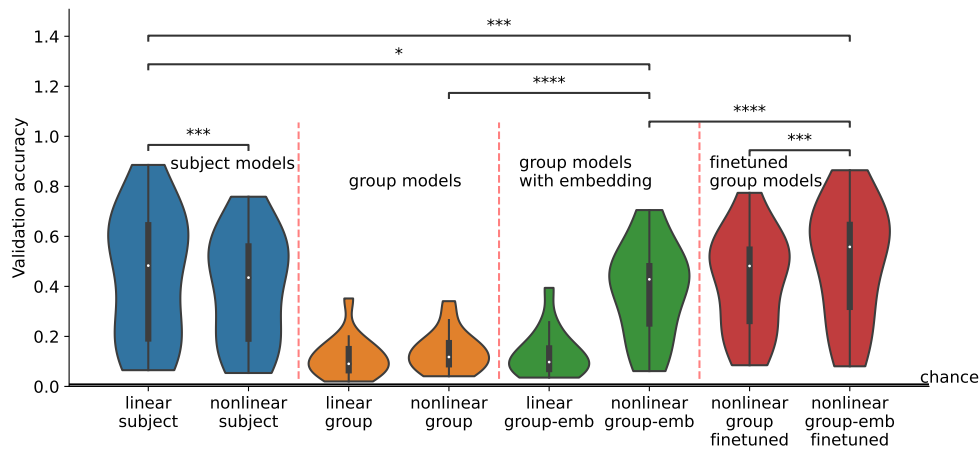 ***
*
****
****
***
***
subject models
group models
group models
with embedding
finetuned
group models
Validation accuracy
1.4
1.2
1.0
0.8
0.6
0.4
0.2
0.0
chance
linear
subject
nonlinear
subject
linear
group
nonlinear
group
linear
group-emb
nonlinear
group-emb
nonlinear
group
finetuned
nonlinear
group-emb
finetuned